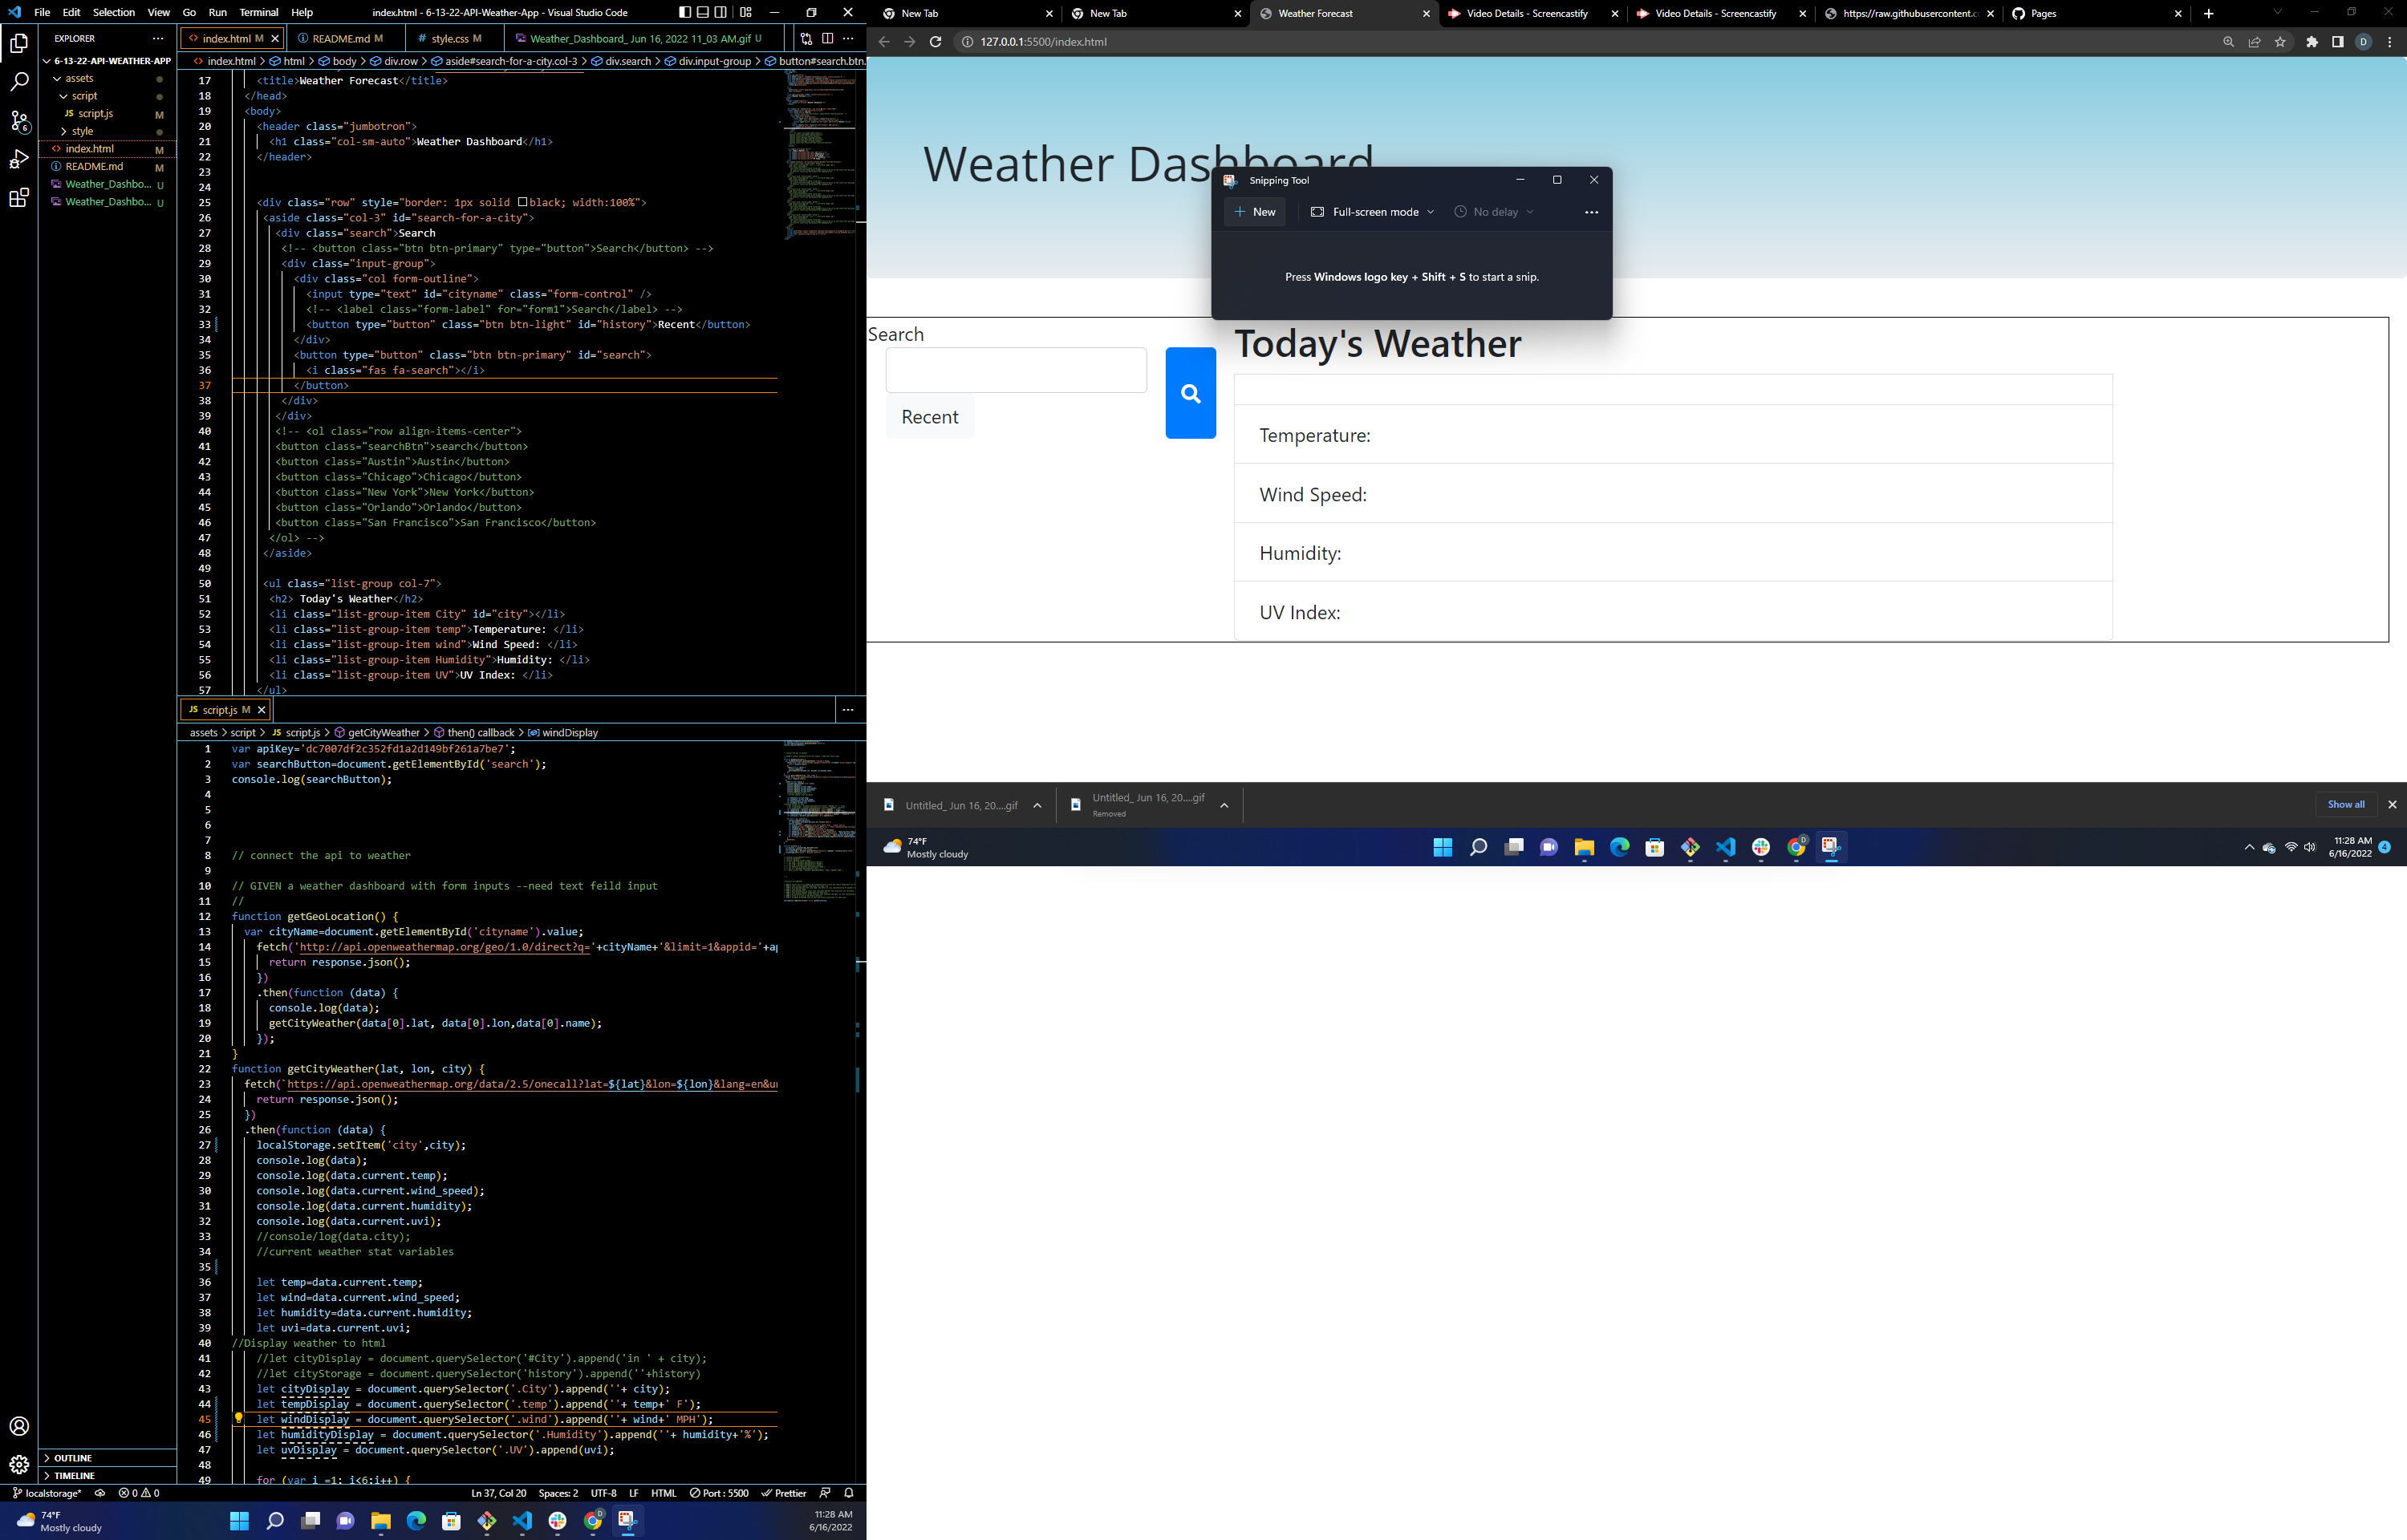 File Edit Selection View Go Run Terminal Help
index.html - 6-13-22-API-Weather-App - Visual Studio Code
EXPLORER
6-13-22-API-WEATHER-APP
assets
script
JS script.js M
style
<> index.html M
README.md M
Weather_Dashbo... U
Weather_Dashbo... U
OUTLINE
TIMELINE
<> index.html M
README.md M
# style.css M
Weather_Dashboard_ Jun 16, 2022 11_03 AM.gif U
<> index.html > html > body > div.row > aside#search-for-a-city.col-3 > div.search > div.input-group > button#search.btn.
17 <title>Weather Forecast</title>
18 </head>
19 <body>
20 <header class="jumbotron">
21 <h1 class="col-sm-auto">Weather Dashboard</h1>
22 </header>
23
24
25 <div class="row" style="border: 1px solid black; width:100%">
26 <aside class="col-3" id="search-for-a-city">
27 <div class="search">Search
28 <!-- <button class="btn btn-primary" type="button">Search</button> -->
29 <div class="input-group">
30 <div class="col form-outline">
31 <input type="text" id="cityname" class="form-control" />
32 <!-- <label class="form-label" for="form1">Search</label> -->
33 <button type="button" class="btn btn-light" id="history">Recent</button>
34 </div>
35 <button type="button" class="btn btn-primary" id="search">
36 <i class="fas fa-search"></i>
37 </button>
38 </div>
39 </div>
40 <!-- <ol class="row align-items-center">
41 <button class="searchBtn">search</button>
42 <button class="Austin">Austin</button>
43 <button class="Chicago">Chicago</button>
44 <button class="New York">New York</button>
45 <button class="Orlando">Orlando</button>
46 <button class="San Francisco">San Francisco</button>
47 </ol> -->
48 </aside>
49
50 <ul class="list-group col-7">
51 <h2> Today's Weather</h2>
52 <li class="list-group-item City" id="city"></li>
53 <li class="list-group-item temp">Temperature: </li>
54 <li class="list-group-item wind">Wind Speed: </li>
55 <li class="list-group-item Humidity">Humidity: </li>
56 <li class="list-group-item UV">UV Index: </li>
57 </ul>
JS script.js M
assets > script > JS script.js > getCityWeather > then() callback > windDisplay
1 var apiKey='dc7007df2c352fd1a2d149bf261a7be7';
2 var searchButton=document.getElementById('search');
3 console.log(searchButton);
4
5
6
7
8 // connect the api to weather
9
10 // GIVEN a weather dashboard with form inputs --need text feild input
11 //
12 function getGeoLocation() {
13 var cityName=document.getElementById('cityname').value;
14 fetch('http://api.openweathermap.org/geo/1.0/direct?q='+cityName+'&limit=1&appid='+ap
15 return response.json();
16 })
17 .then(function (data) {
18 console.log(data);
19 getCityWeather(data[0].lat, data[0].lon,data[0].name);
20 });
21 }
22 function getCityWeather(lat, lon, city) {
23 fetch(`https://api.openweathermap.org/data/2.5/onecall?lat=${lat}&lon=${lon}&lang=en&un
24 return response.json();
25 })
26 .then(function (data) {
27 localStorage.setItem('city',city);
28 console.log(data);
29 console.log(data.current.temp);
30 console.log(data.current.wind_speed);
31 console.log(data.current.humidity);
32 console.log(data.current.uvi);
33 //console/log(data.city);
34 //current weather stat variables
35
36 let temp=data.current.temp;
37 let wind=data.current.wind_speed;
38 let humidity=data.current.humidity;
39 let uvi=data.current.uvi;
40 //Display weather to html
41 //let cityDisplay = document.querySelector('#City').append('in ' + city);
42 //let cityStorage = document.querySelector('history').append(''+history)
43 let cityDisplay = document.querySelector('.City').append(''+ city);
44 let tempDisplay = document.querySelector('.temp').append(''+ temp+' F');
45 let windDisplay = document.querySelector('.wind').append(''+ wind+' MPH');
46 let humidityDisplay = document.querySelector('.Humidity').append(''+ humidity+'%');
47 let uvDisplay = document.querySelector('.UV').append(uvi);
48
49 for (var i =1; i<6;i++) {
localstorage* 0 0 Ln 37, Col 20 Spaces: 2 UTF-8 LF HTML Port : 5500 Prettier
74°F
Mostly cloudy
11:28 AM
6/16/2022
New Tab
New Tab
Weather Forecast
Video Details - Screencastify
Video Details - Screencastify
https://raw.githubusercontent.c
Pages
127.0.0.1:5500/index.html
D
Weather Dashboard
Snipping Tool
New Full-screen mode No delay
Press Windows logo key + Shift + S to start a snip.
Search
Recent
Today's Weather
Temperature:
Wind Speed:
Humidity:
UV Index:
Untitled_ Jun 16, 20....gif
Untitled_ Jun 16, 20....gif
Removed
Show all
74°F
Mostly cloudy
11:28 AM
6/16/2022
4